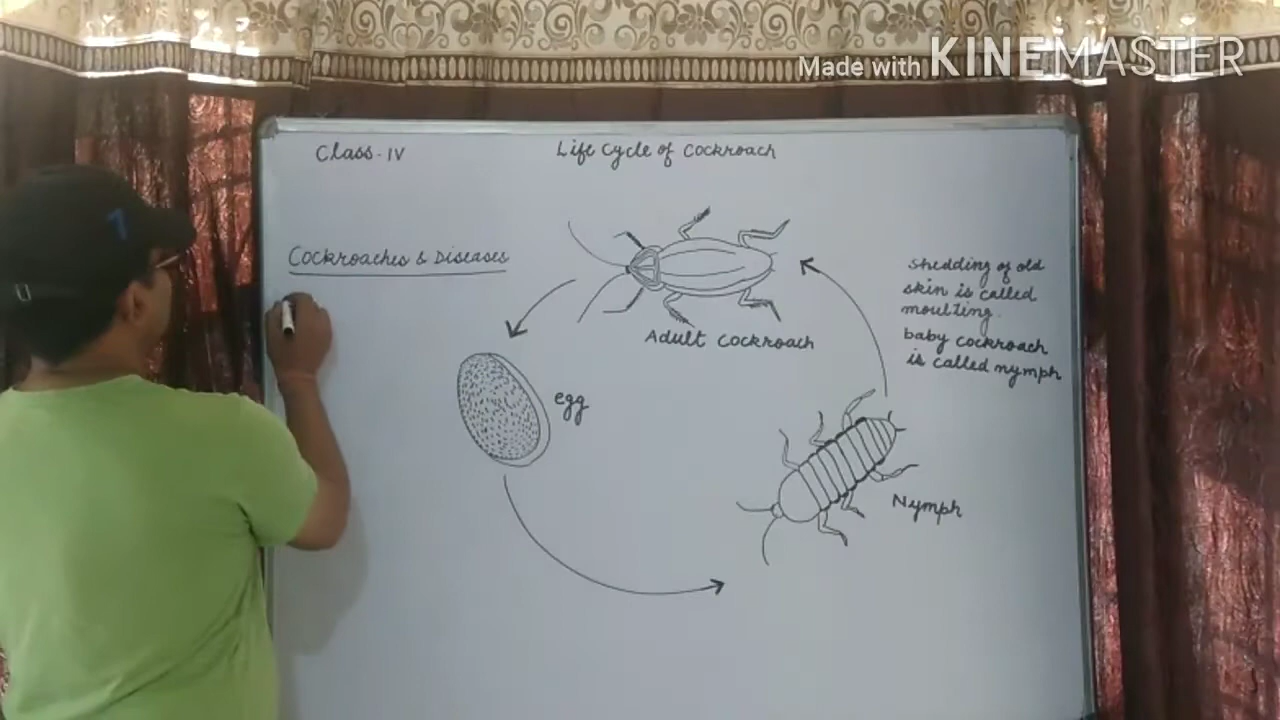 Made with KINEMASTER
Class-IV
Life Cycle of Cockroach
Cockroaches & Diseases
Adult Cockroach
egg
Nymph
Shedding of old
skin is called
moulting.
baby cockroach
is called nymph
1